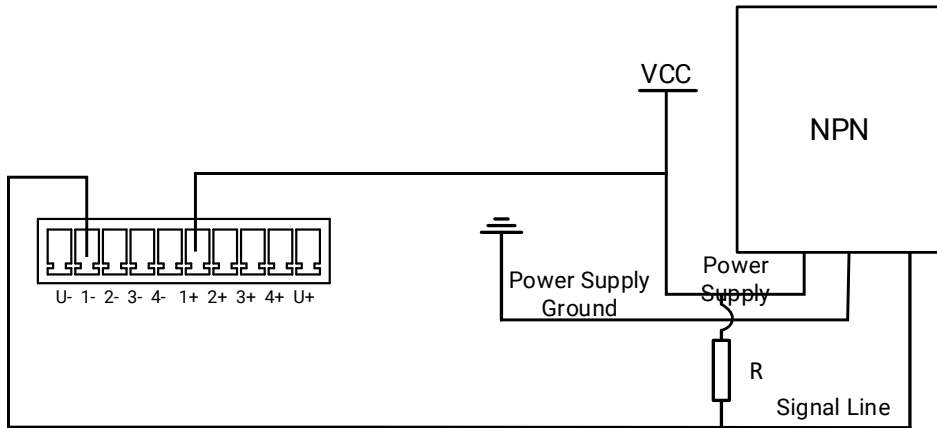 VCC
NPN
U- 1- 2- 3- 4- 1+ 2+ 3+ 4+ U+
Power Supply
Ground
Power
Supply
R
Signal Line